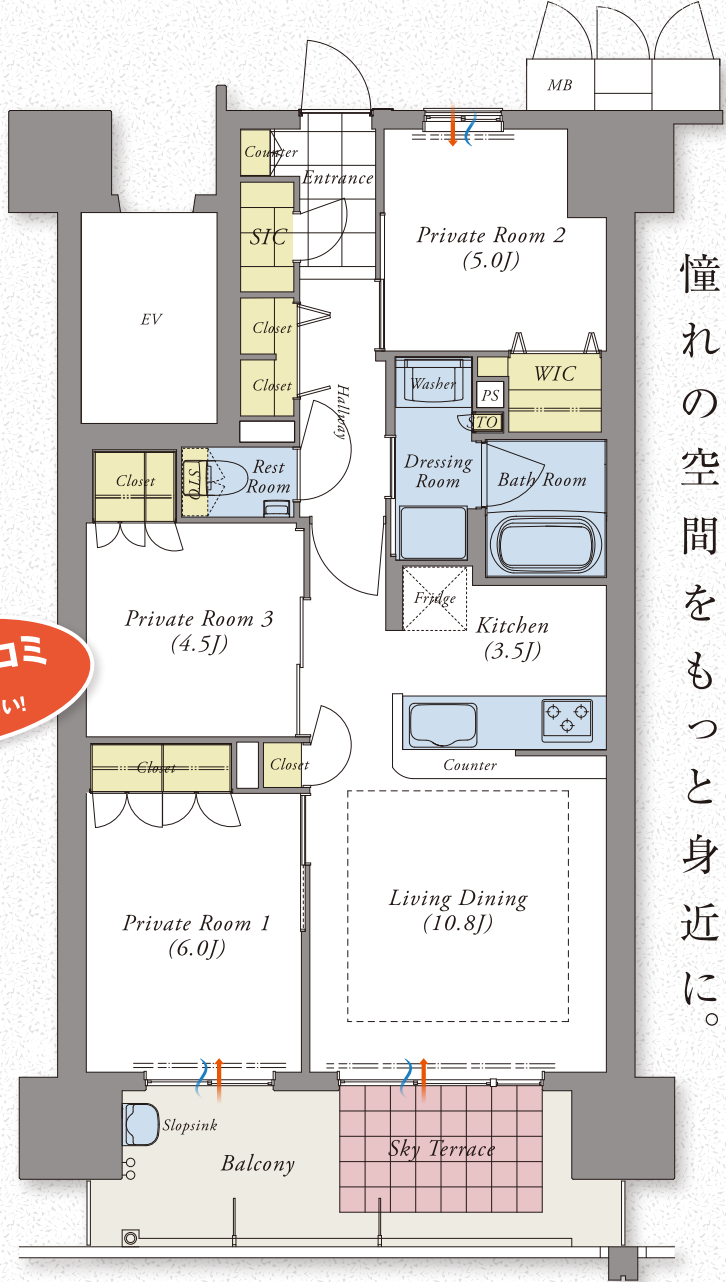 MB
Counter
Entrance
SIC
Private Room 2
(5.0J)
EV
Closet
Closet
Hallway
WIC
Washer
PS
STO
Closet
STO
Rest
Room
Dressing
Room
Bath Room
Fridge
Kitchen
(3.5J)
Private Room 3
(4.5J)
コミ
い!
Closet
Closet
Counter
Living Dining
(10.8J)
Private Room 1
(6.0J)
Slopsink
Balcony
Sky Terrace
憧れの空間をもっと身近に。